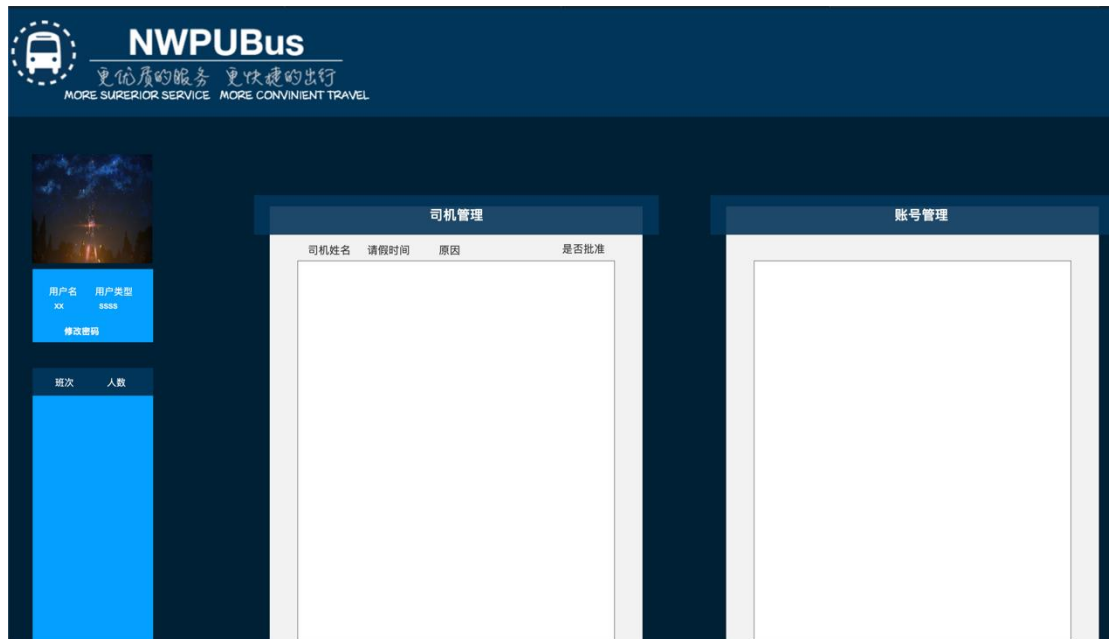 NWPUBus
更优质的服务 更快捷的出行
MORE SURERIOR SERVICE MORE CONVINIENT TRAVEL
司机管理
账号管理
司机姓名 请假时间 原因 是否批准
用户名 用户类型
xx ssss
修改密码
班次 人数